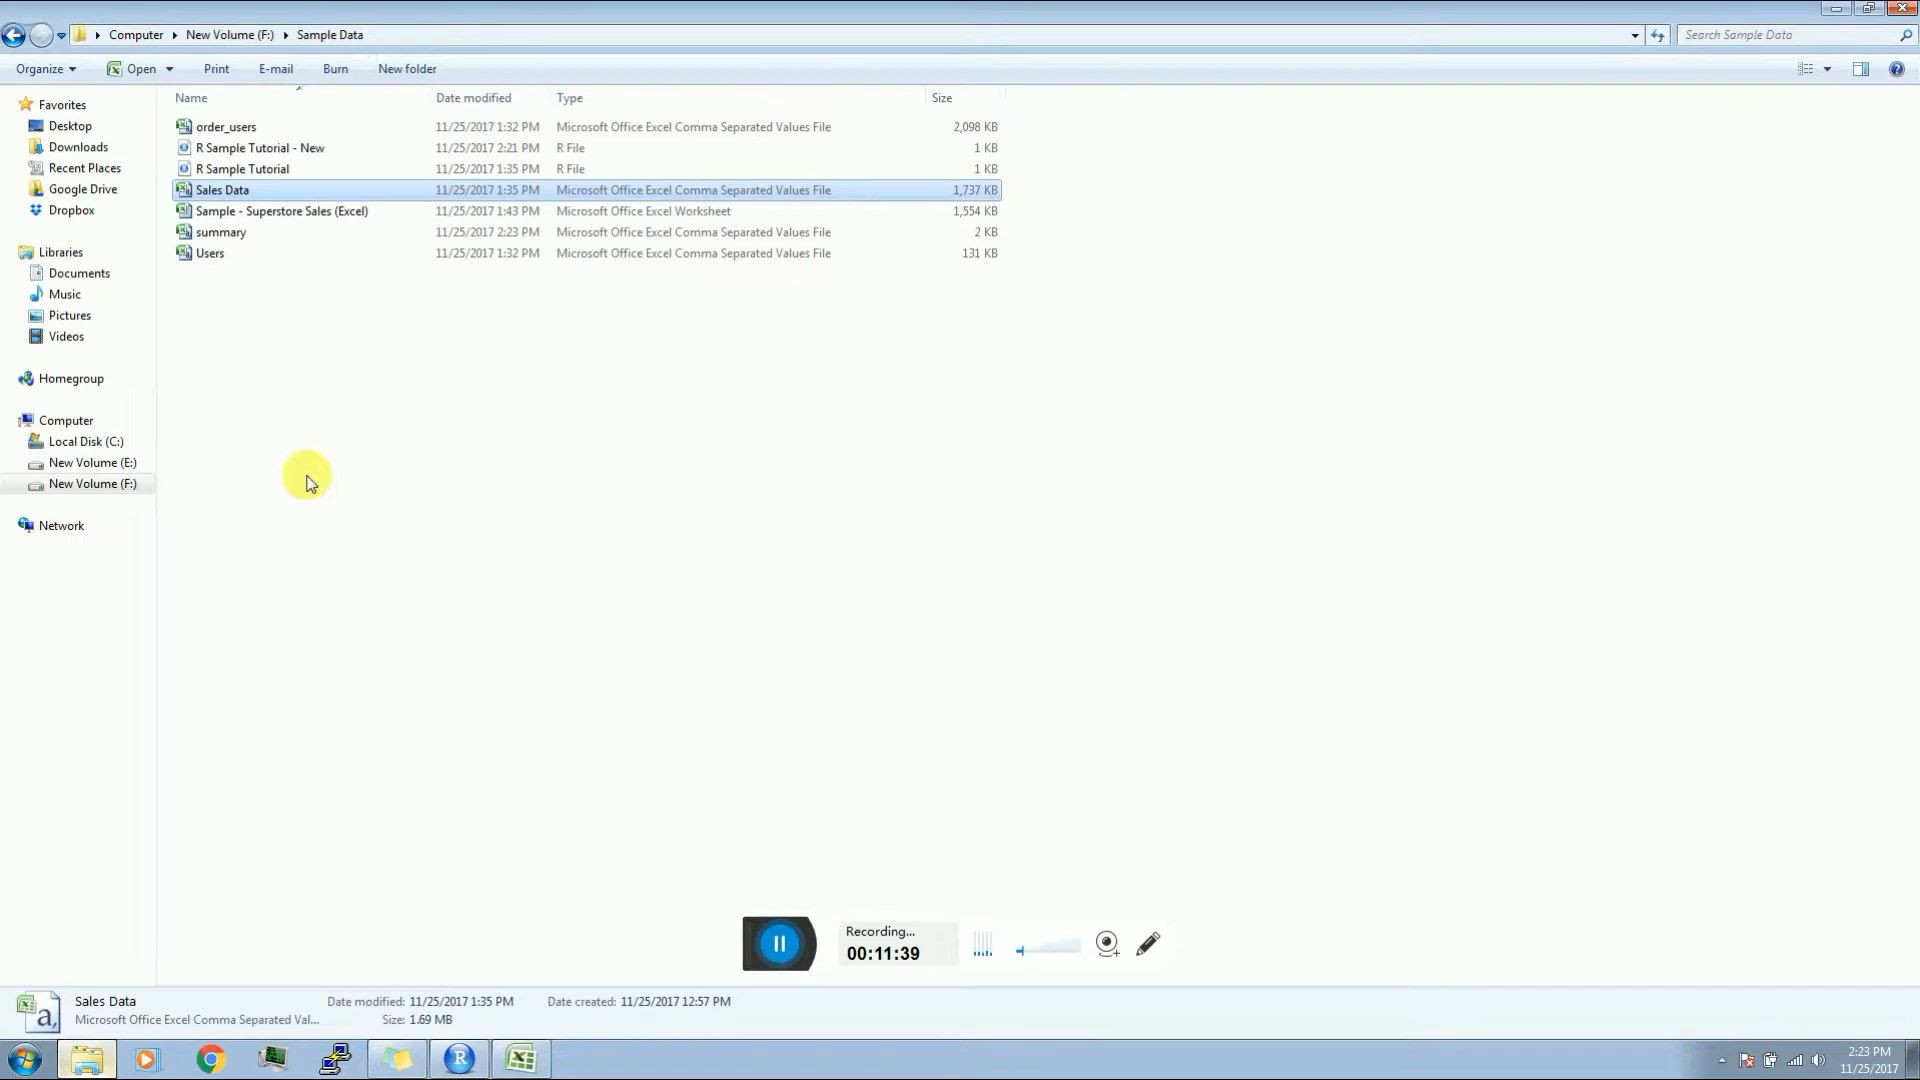 Computer New Volume (F:) Sample Data Search Sample Data
Organize Open Print E-mail Burn New folder
Name Date modified Type Size
order_users 11/25/2017 1:32 PM Microsoft Office Excel Comma Separated Values File 2,098 KB
R Sample Tutorial - New 11/25/2017 2:21 PM R File 1 KB
R Sample Tutorial 11/25/2017 1:35 PM R File 1 KB
Sales Data 11/25/2017 1:35 PM Microsoft Office Excel Comma Separated Values File 1,737 KB
Sample - Superstore Sales (Excel) 11/25/2017 1:43 PM Microsoft Office Excel Worksheet 1,554 KB
summary 11/25/2017 2:23 PM Microsoft Office Excel Comma Separated Values File 2 KB
Users 11/25/2017 1:32 PM Microsoft Office Excel Comma Separated Values File 131 KB
Favorites
Desktop
Downloads
Recent Places
Google Drive
Dropbox
Libraries
Documents
Music
Pictures
Videos
Homegroup
Computer
Local Disk (C:)
New Volume (E:)
New Volume (F:)
Network
Recording...
00:11:39
Sales Data Date modified: 11/25/2017 1:35 PM Date created: 11/25/2017 12:57 PM
Microsoft Office Excel Comma Separated Val... Size: 1.69 MB
a,
R
2:23 PM
11/25/2017